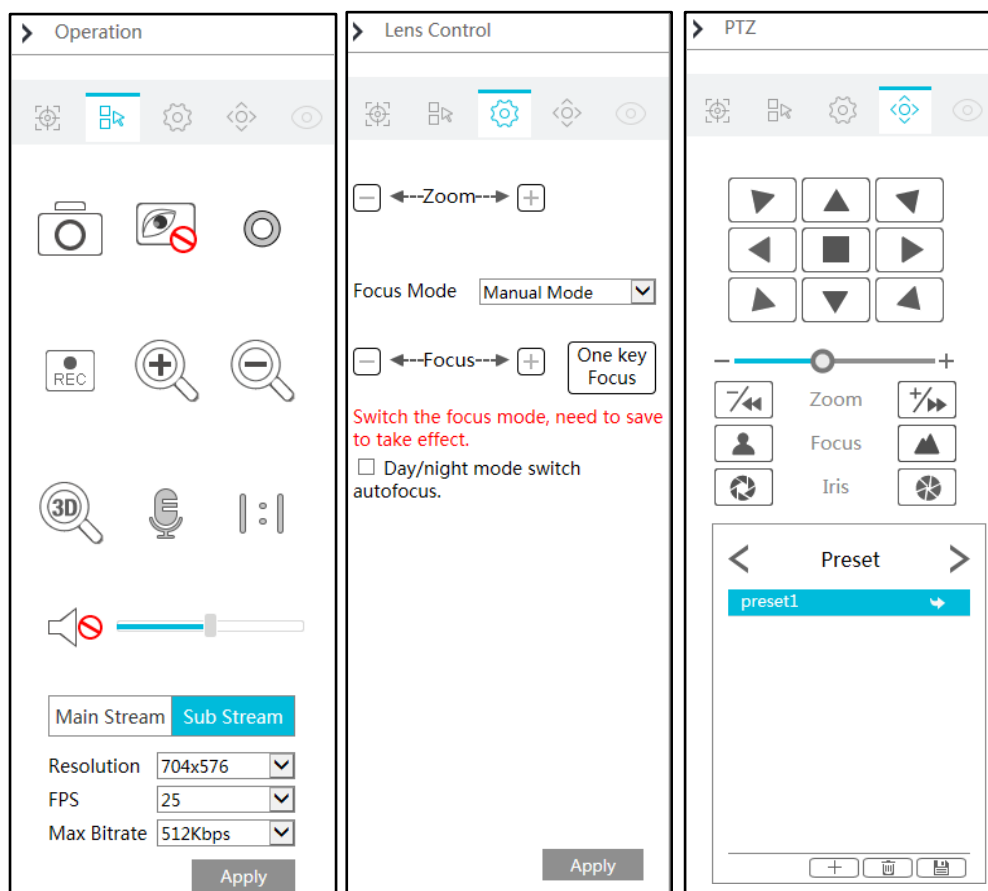 Operation
REC
3D
Main Stream
Sub Stream
Resolution 704x576
FPS 25
Max Bitrate 512Kbps
Apply
Lens Control
Zoom
Focus Mode Manual Mode
Focus
One key
Focus
Switch the focus mode, need to save
to take effect.
Day/night mode switch
autofocus.
Apply
PTZ
Zoom
Focus
Iris
Preset
preset1